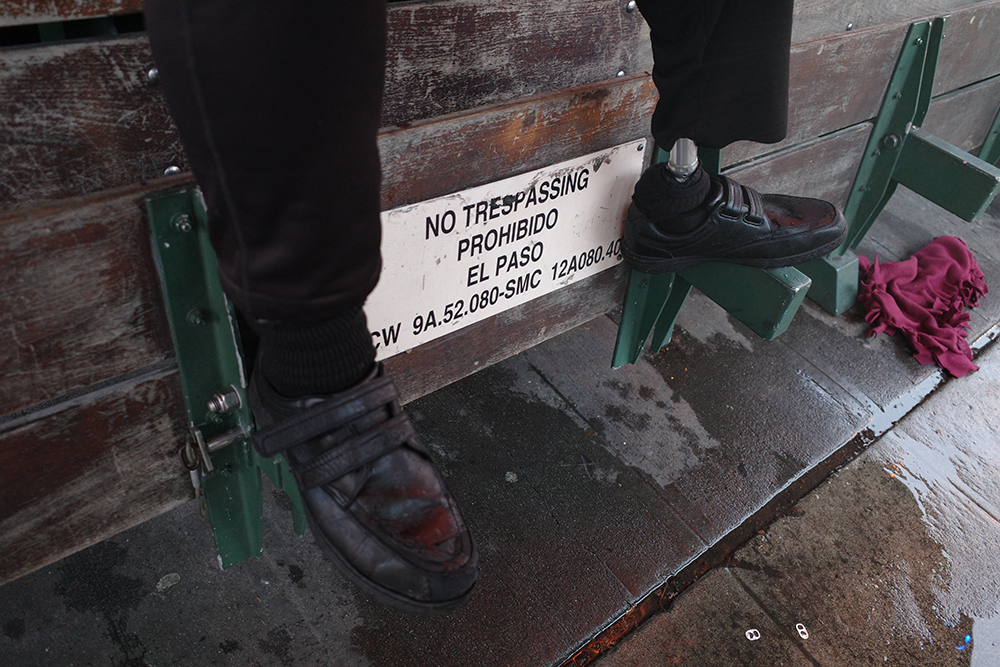 NO TRESPASSING
PROHIBIDO
EL PASO
CW 9A.52.080-SMC 12A080.40